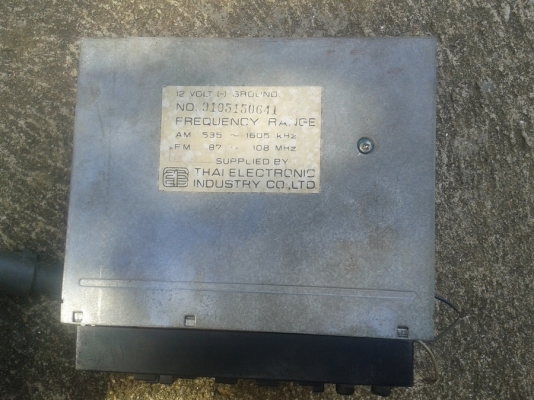 12 VOLT (-) GROUND
NO. 9195150641
FREQUENCY RANGE
AM 535 ~ 1605 kHz
FM 87 ~ 108 MHz
SUPPLIED BY
THAI ELECTRONIC
INDUSTRY CO., LTD.